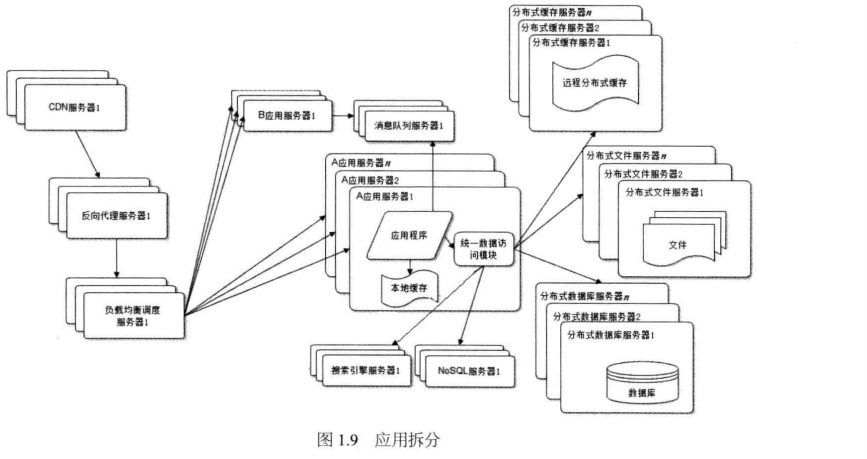 分布式缓存服务器n
分布式缓存服务器2
分布式缓存服务器1
远程分布式缓存
CDN服务器1
B应用服务器1
消息队列服务器1
A应用服务器n
A应用服务器2
A应用服务器1
分布式文件服务器n
分布式文件服务器2
分布式文件服务器1
反向代理服务器1
应用程序
统一数据访
问模块
文件
本地缓存
负载均衡调度
服务器1
分布式数据库服务器n
分布式数据库服务器2
分布式数据库服务器1
搜索引擎服务器1
NoSQL服务器1
数据库
图 1.9 应用拆分